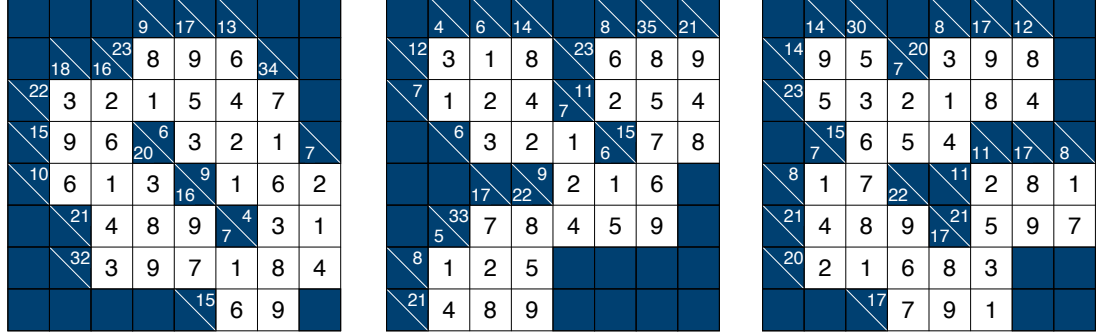 9 17 13
18 16 23 8 9 6 34
22 3 2 1 5 4 7
15 9 6 20 6 3 2 1 7
10 6 1 3 16 9 1 6 2
21 4 8 9 7 4 3 1
32 3 9 7 1 8 4
15 6 9
4 6 14 8 35 21
12 3 1 8 23 6 8 9
7 1 2 4 7 11 2 5 4
6 3 2 1 6 15 7 8
17 22 9 2 1 6
5 33 7 8 4 5 9
8 1 2 5
21 4 8 9
14 30 8 17 12
14 9 5 7 20 3 9 8
23 5 3 2 1 8 4
7 15 6 5 4 11 17 8
8 1 7 22 11 2 8 1
21 4 8 9 17 21 5 9 7
20 2 1 6 8 3
17 7 9 1